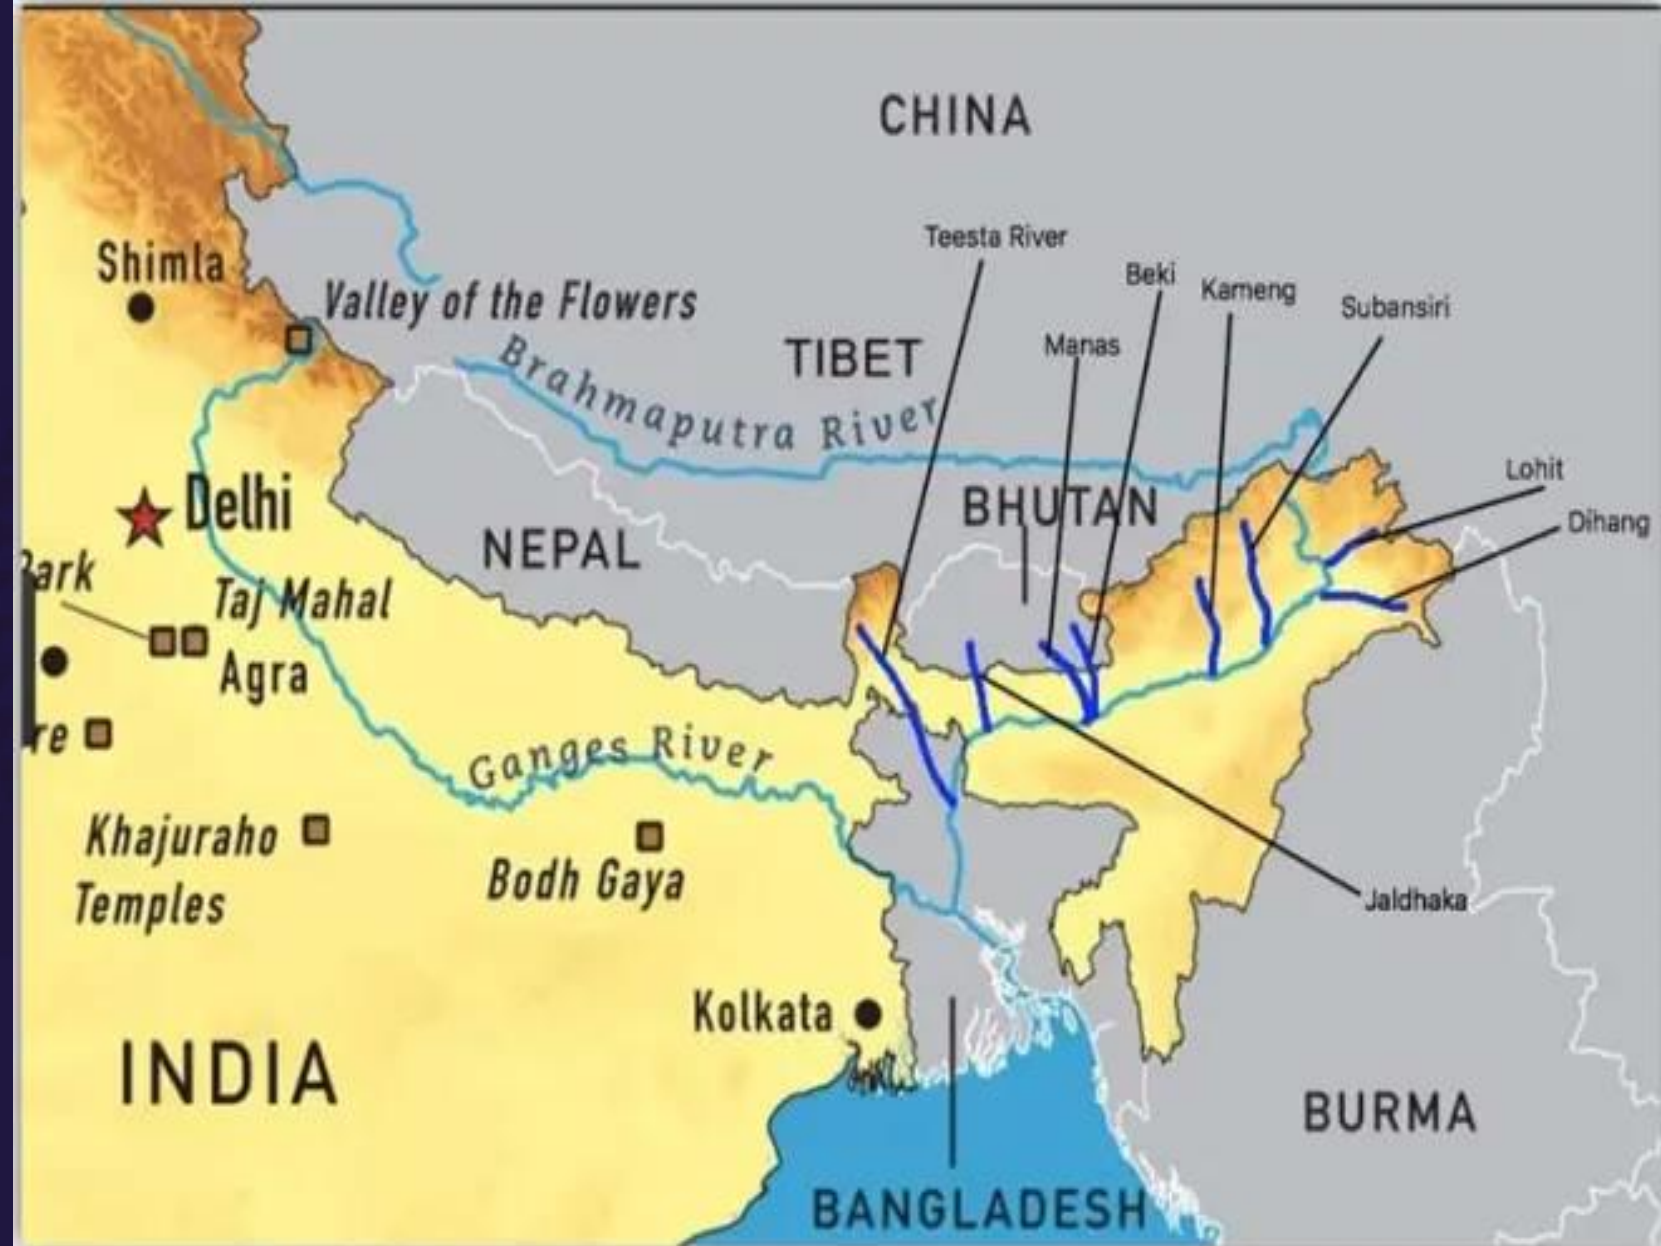 CHINA
Teesta River
Shimla
Beki
Kameng
Valley of the Flowers
Subansiri
Manas
TIBET
Brahmaputra River
Lohit
Delhi
BHUTAN
Dihang
NEPAL
Park
Taj Mahal
Agra
re
Ganges River
Khajuraho
Temples
Bodh Gaya
Jaldhaka
Kolkata
INDIA
BURMA
BANGLADESH